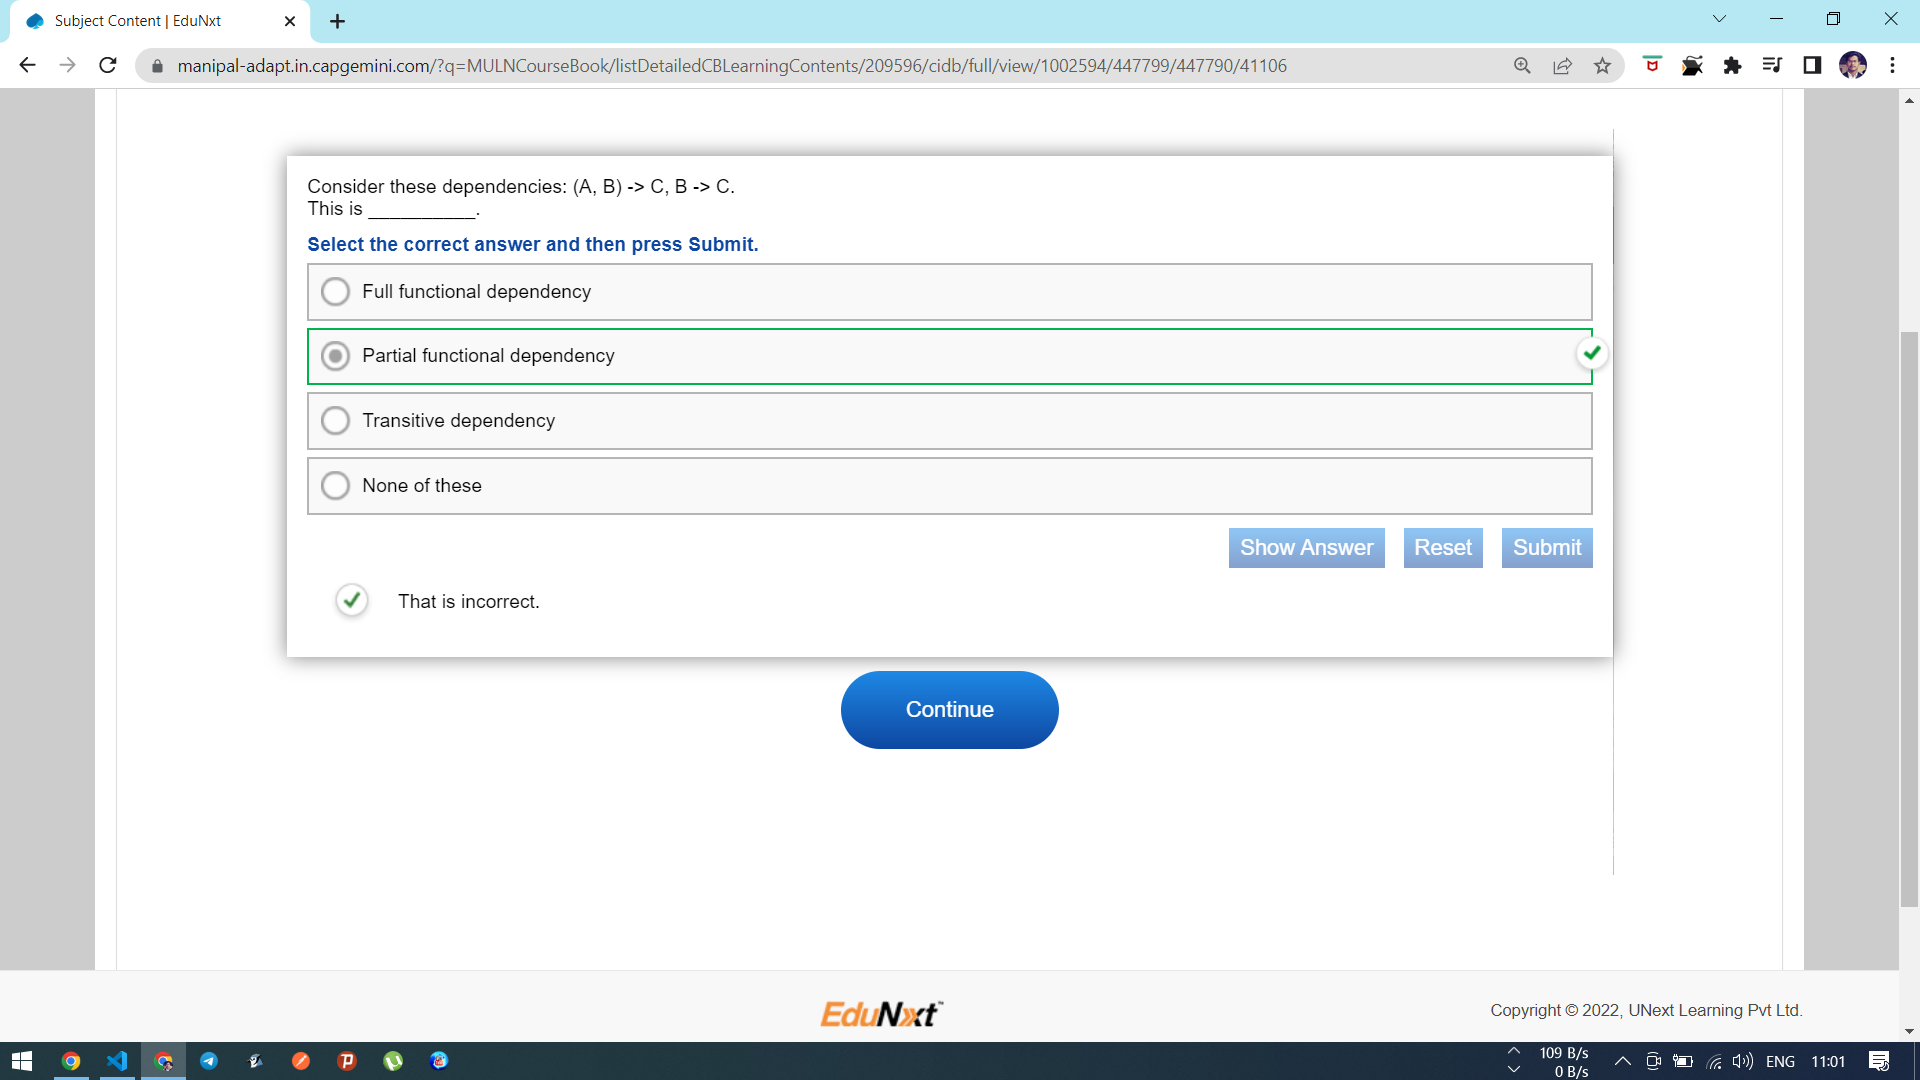 Subject Content | EduNxt
manipal-adapt.in.capgemini.com/?q=MULNCourseBook/listDetailedCBLearningContents/209596/cidb/full/view/1002594/447799/447790/41106
Consider these dependencies: (A, B) -> C, B -> C.
This is __________.
Select the correct answer and then press Submit.
Full functional dependency
Partial functional dependency
Transitive dependency
None of these
Show Answer Reset Submit
That is incorrect.
Continue
EduNxt
Copyright © 2022, UNext Learning Pvt Ltd.
109 B/s
0 B/s
ENG 11:01